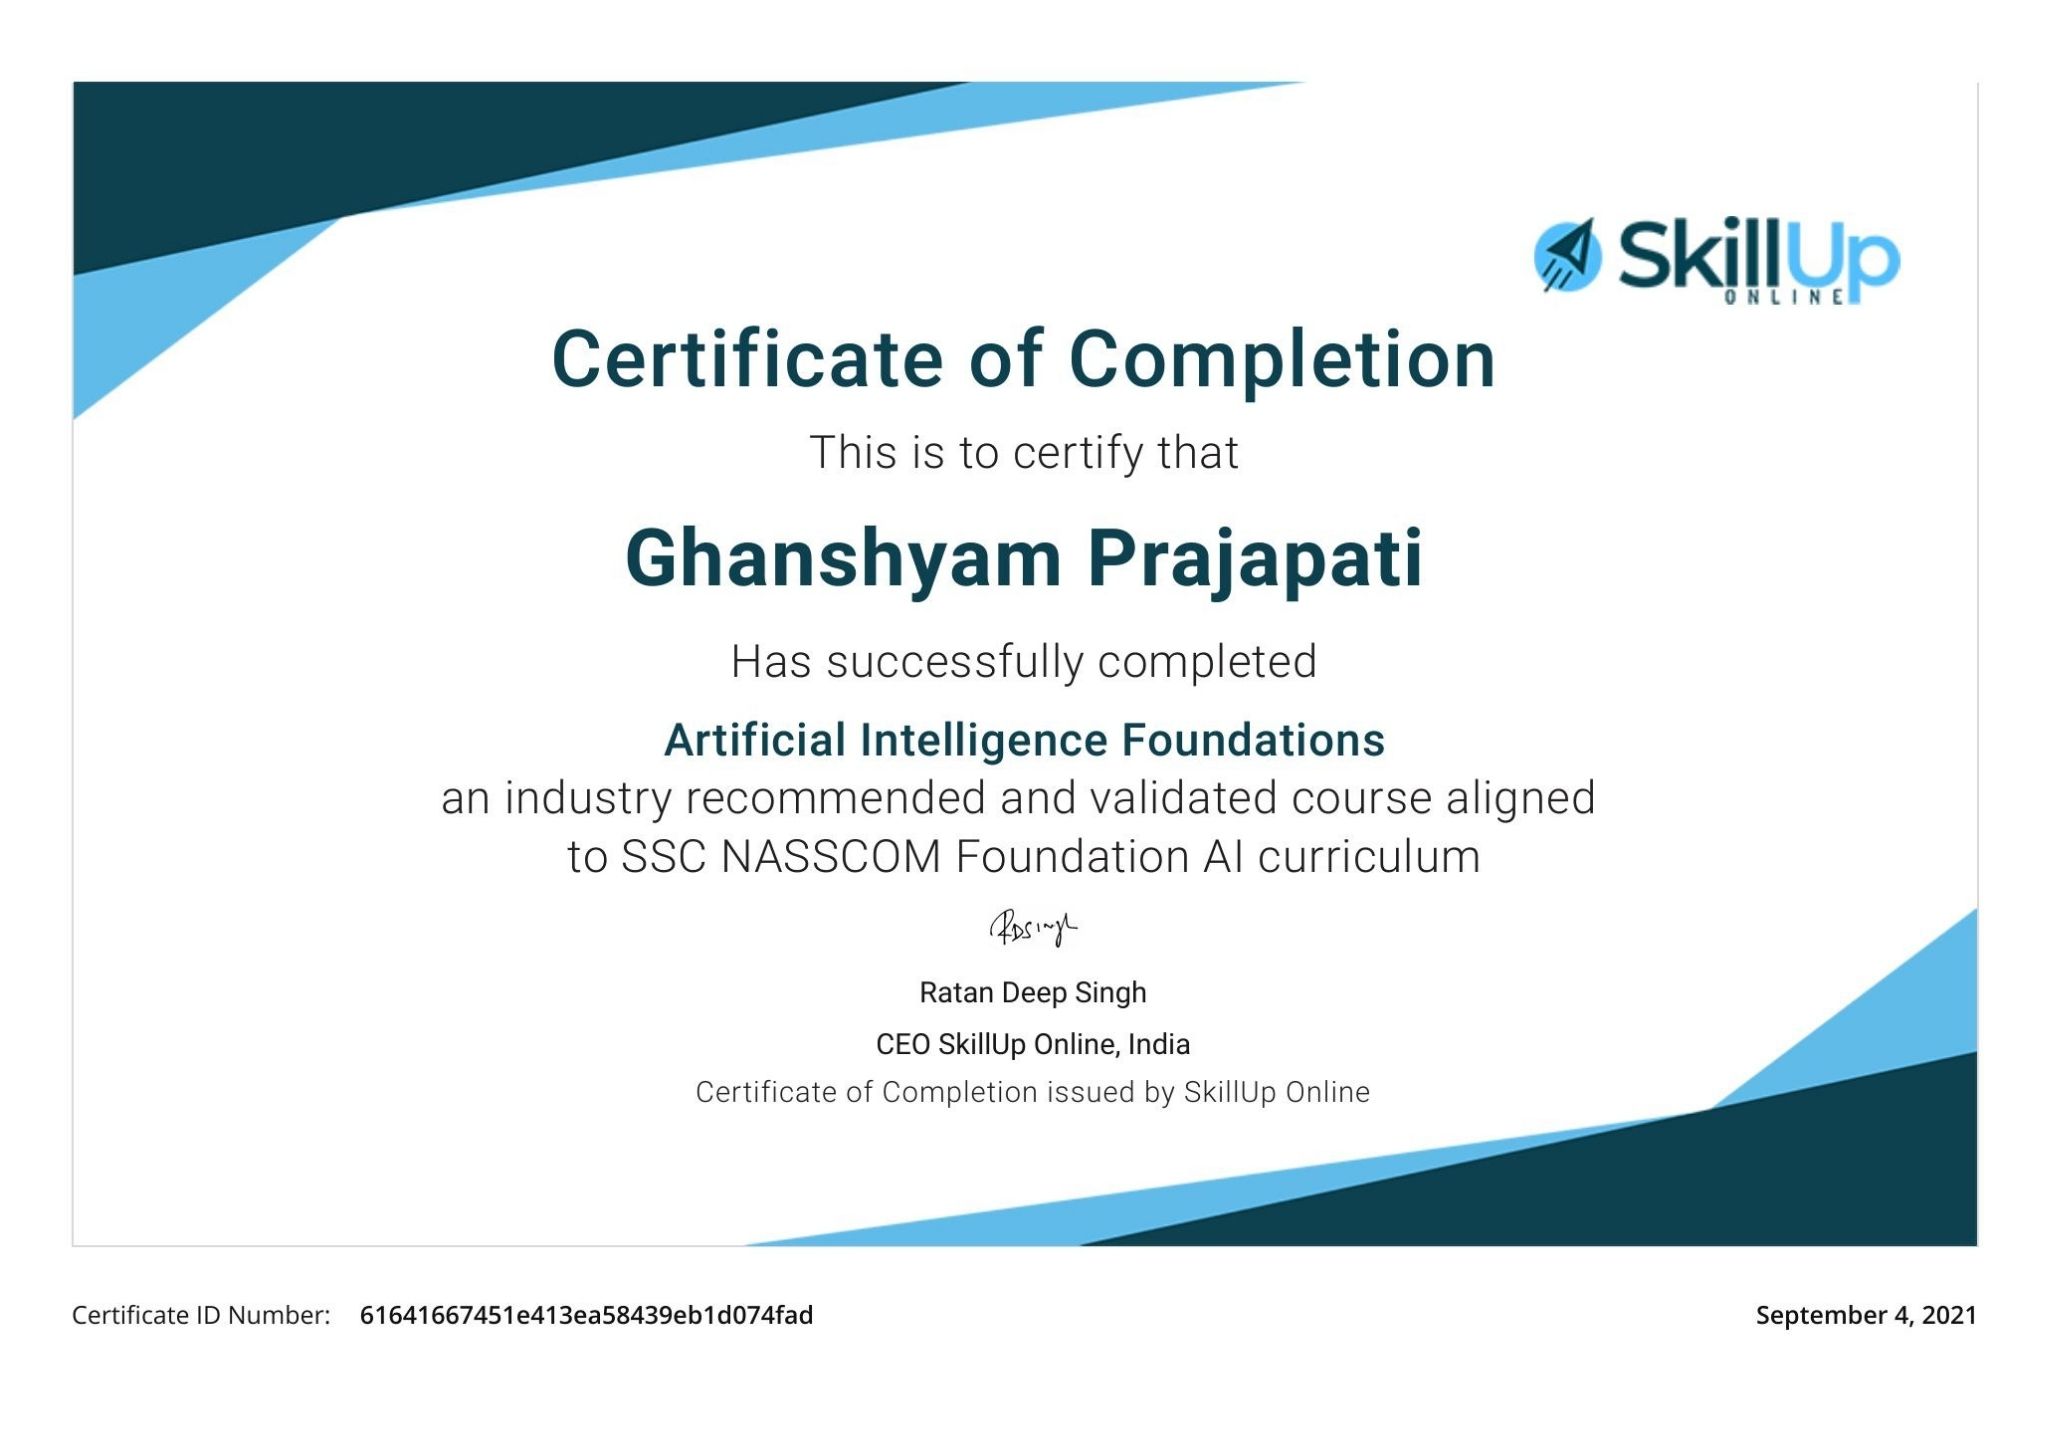 SkillUp
ONLINE
Certificate of Completion
This is to certify that
Ghanshyam Prajapati
Has successfully completed
Artificial Intelligence Foundations
an industry recommended and validated course aligned
to SSC NASSCOM Foundation AI curriculum
RDSingh
Ratan Deep Singh
CEO SkillUp Online, India
Certificate of Completion issued by SkillUp Online
Certificate ID Number: 61641667451e413ea58439eb1d074fad
September 4, 2021